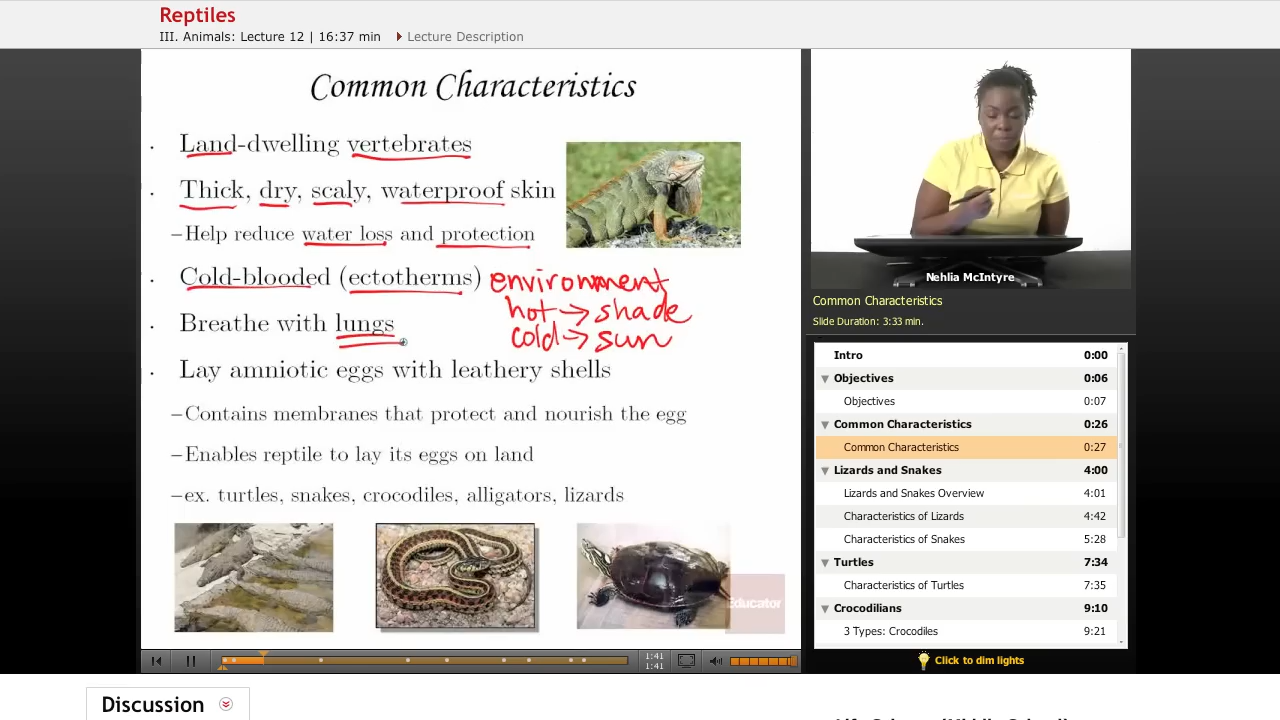 Reptiles
III. Animals: Lecture 12 | 16:37 min
Lecture Description
Common Characteristics
· Land-dwelling vertebrates
· Thick, dry, scaly, waterproof skin
–Help reduce water loss and protection
· Cold-blooded (ectotherms) environment
hot → shade
cold → sun
· Breathe with lungs
· Lay amniotic eggs with leathery shells
–Contains membranes that protect and nourish the egg
–Enables reptile to lay its eggs on land
–ex. turtles, snakes, crocodiles, alligators, lizards
Educator
1:41
1:41
Nehlia McIntyre
Common Characteristics
Slide Duration: 3:33 min.
Intro 0:00
Objectives 0:06
Objectives 0:07
Common Characteristics 0:26
Common Characteristics 0:27
Lizards and Snakes 4:00
Lizards and Snakes Overview 4:01
Characteristics of Lizards 4:42
Characteristics of Snakes 5:28
Turtles 7:34
Characteristics of Turtles 7:35
Crocodilians 9:10
3 Types: Crocodiles 9:21
Click to dim lights
Discussion